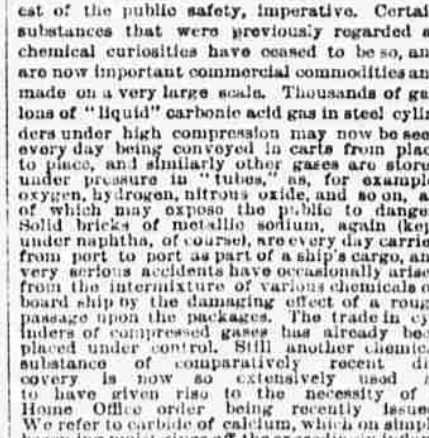 est of the public safety, imperative. Certai
substances that were previously regarded a
chemical curiosities have ceased to be so, an
are now important commercial commodities an
made on a very large scale. Thousands of gal
lons of "liquid" carbonic acid gas in steel cylin
ders under high compression may now be see
every day being conveyed in carts from plac
to place, and similarly other gases are store
under pressure in "tubes," as, for example
oxygen, hydrogen, nitrous oxide, and so on, a
of which may expose the public to dange
Solid bricks of metallic sodium, again (kep
under naphtha, of course), are every day carrie
from port to port as part of a ship's cargo, an
very serious accidents have occasionally arise
from the intermixture of various chemicals o
board ship by the damaging effect of a roug
passage upon the packages. The trade in cy
inders of compressed gases has already bee
placed under control. Still another chemica
substance of comparatively recent dis
covery is now so extensively used a
to have given rise to the necessity of
Home Office order being recently issue
We refer to carbide of calcium, which on simpl